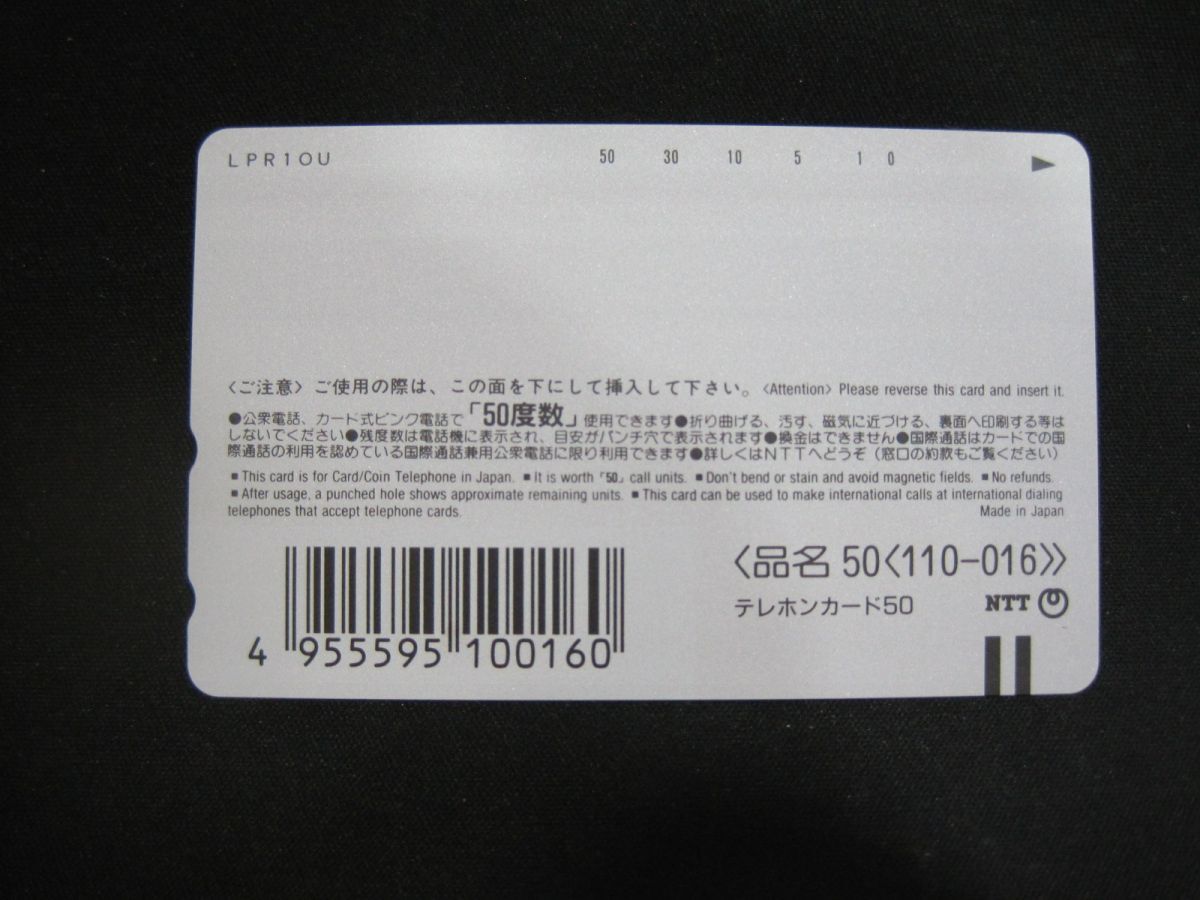 LPR10U 50 30 10 5 1 0
〈ご注意〉ご使用の際は、この面を下にして挿入して下さい。〈Attention〉Please reverse this card and insert it.
●公衆電話、カード式ピンク電話で「50度数」使用できます●折り曲げる、汚す、磁気に近づける、裏面へ印刷する等は
しないでください●残度数は電話機に表示され、目安がパンチ穴で表示されます●換金はできません●国際通話はカードでの国
際通話の利用を認めている国際通話兼用公衆電話に限り利用できます●詳しくはNTTへどうぞ（窓口の約款もご覧ください）
■This card is for Card/Coin Telephone in Japan. ■It is worth「50」call units. ■Don't bend or stain and avoid magnetic fields. ■No refunds.
■After usage, a punched hole shows approximate remaining units. ■This card can be used to make international calls at international dialing
telephones that accept telephone cards. Made in Japan
〈品名 50〈110-016〉〉
テレホンカード50 NTT
4 955595 100160